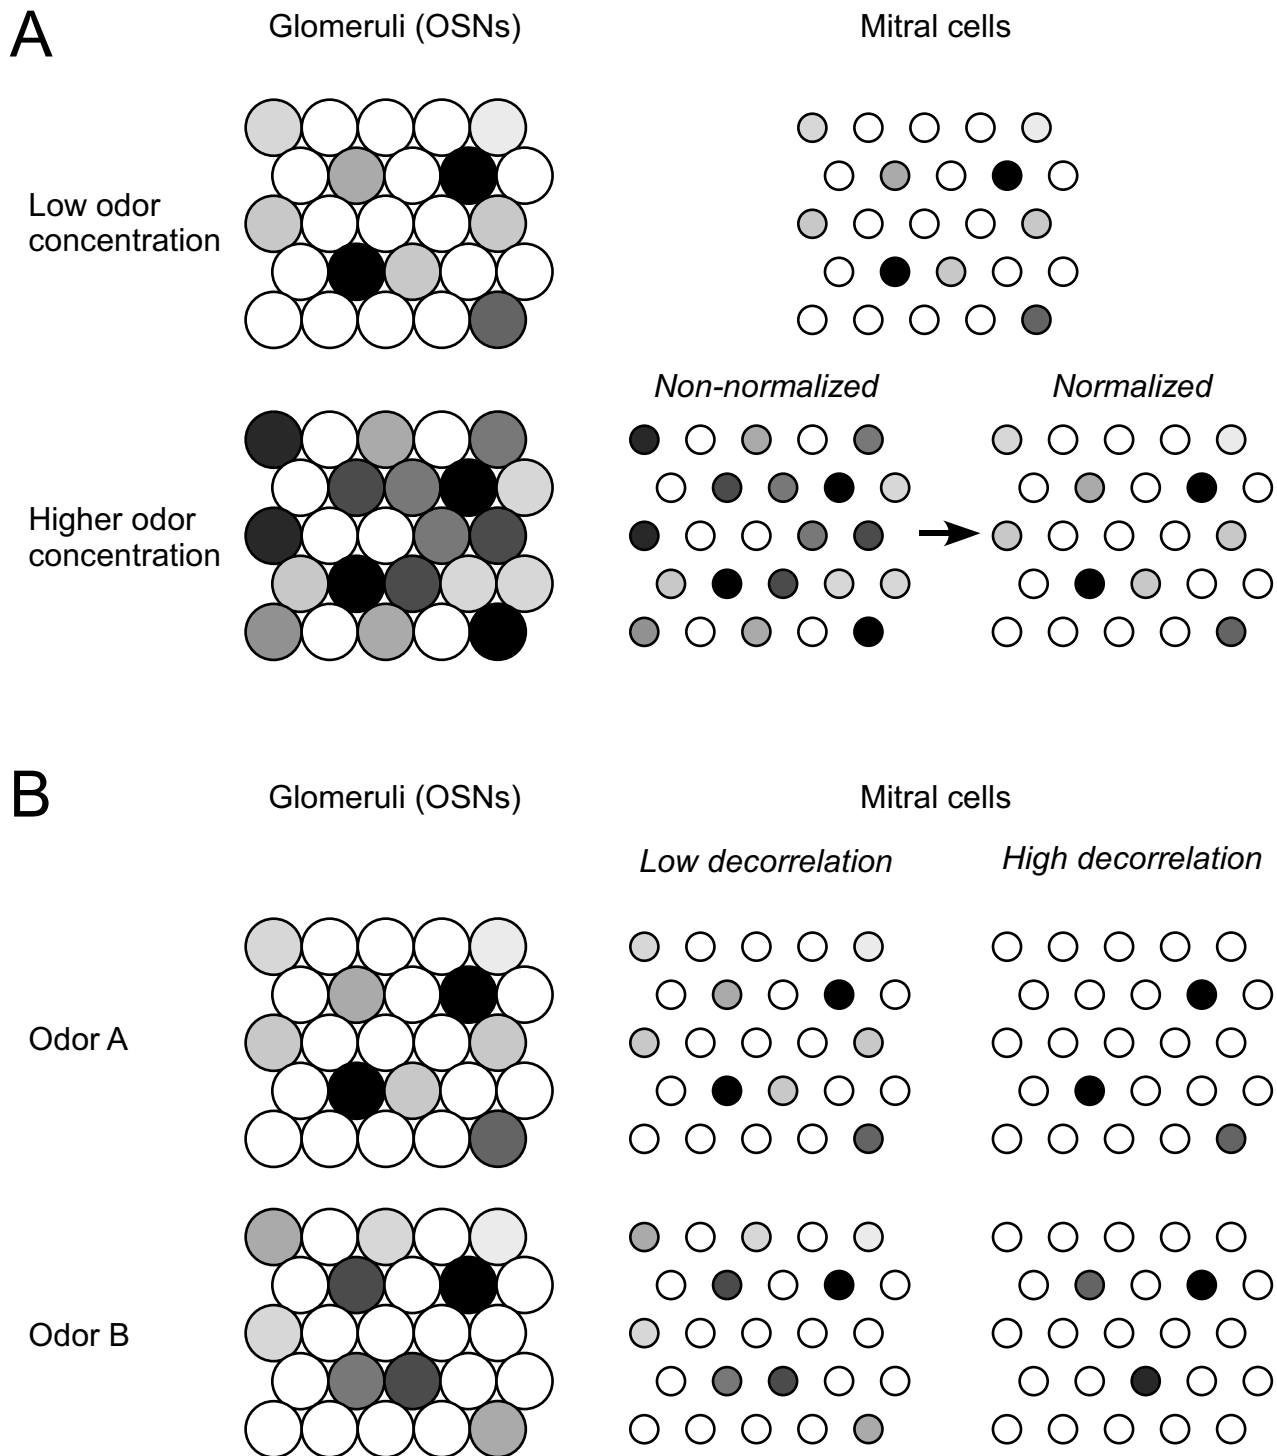 A
Glomeruli (OSNs)
Mitral cells
Low odor
concentration
Non-normalized
Normalized
Higher odor
concentration
B
Glomeruli (OSNs)
Mitral cells
Low decorrelation
High decorrelation
Odor A
Odor B